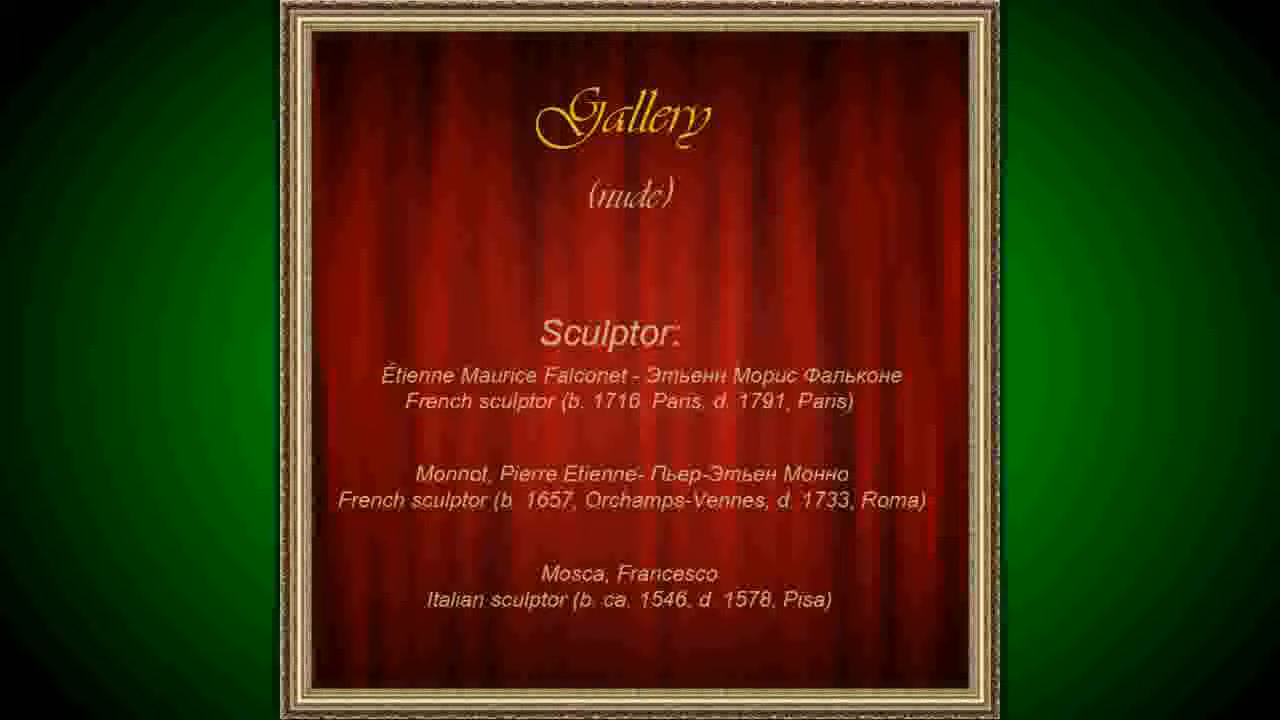 Gallery
(nude)
Sculptor:
Étienne Maurice Falconet - Этьенн Морис Фальконе
French sculptor (b. 1716, Paris, d. 1791, Paris)
Monnot, Pierre Etienne- Пьер-Этьен Монно
French sculptor (b. 1657, Orchamps-Vennes, d. 1733, Roma)
Mosca, Francesco
Italian sculptor (b. ca. 1546, d. 1578, Pisa)